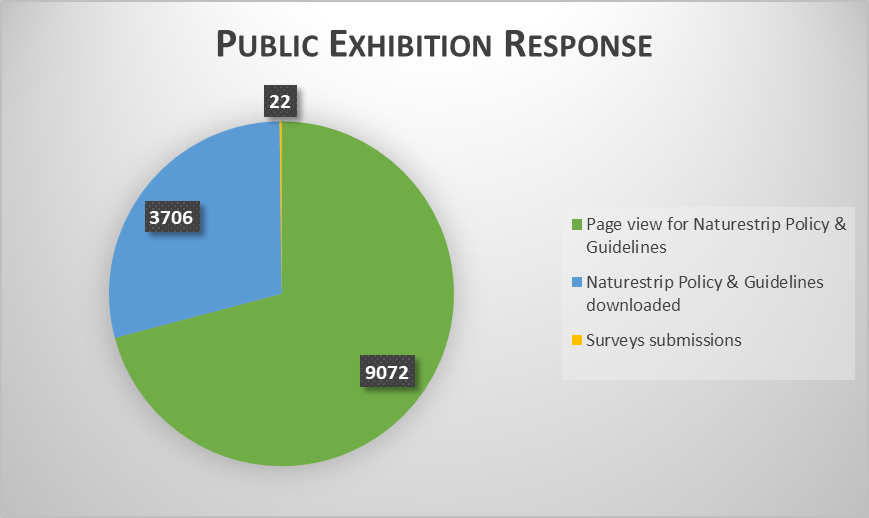 PUBLIC EXHIBITION RESPONSE
22
3706
9072
Page view for Naturestrip Policy &
Guidelines
Naturestrip Policy & Guidelines
downloaded
Surveys submissions